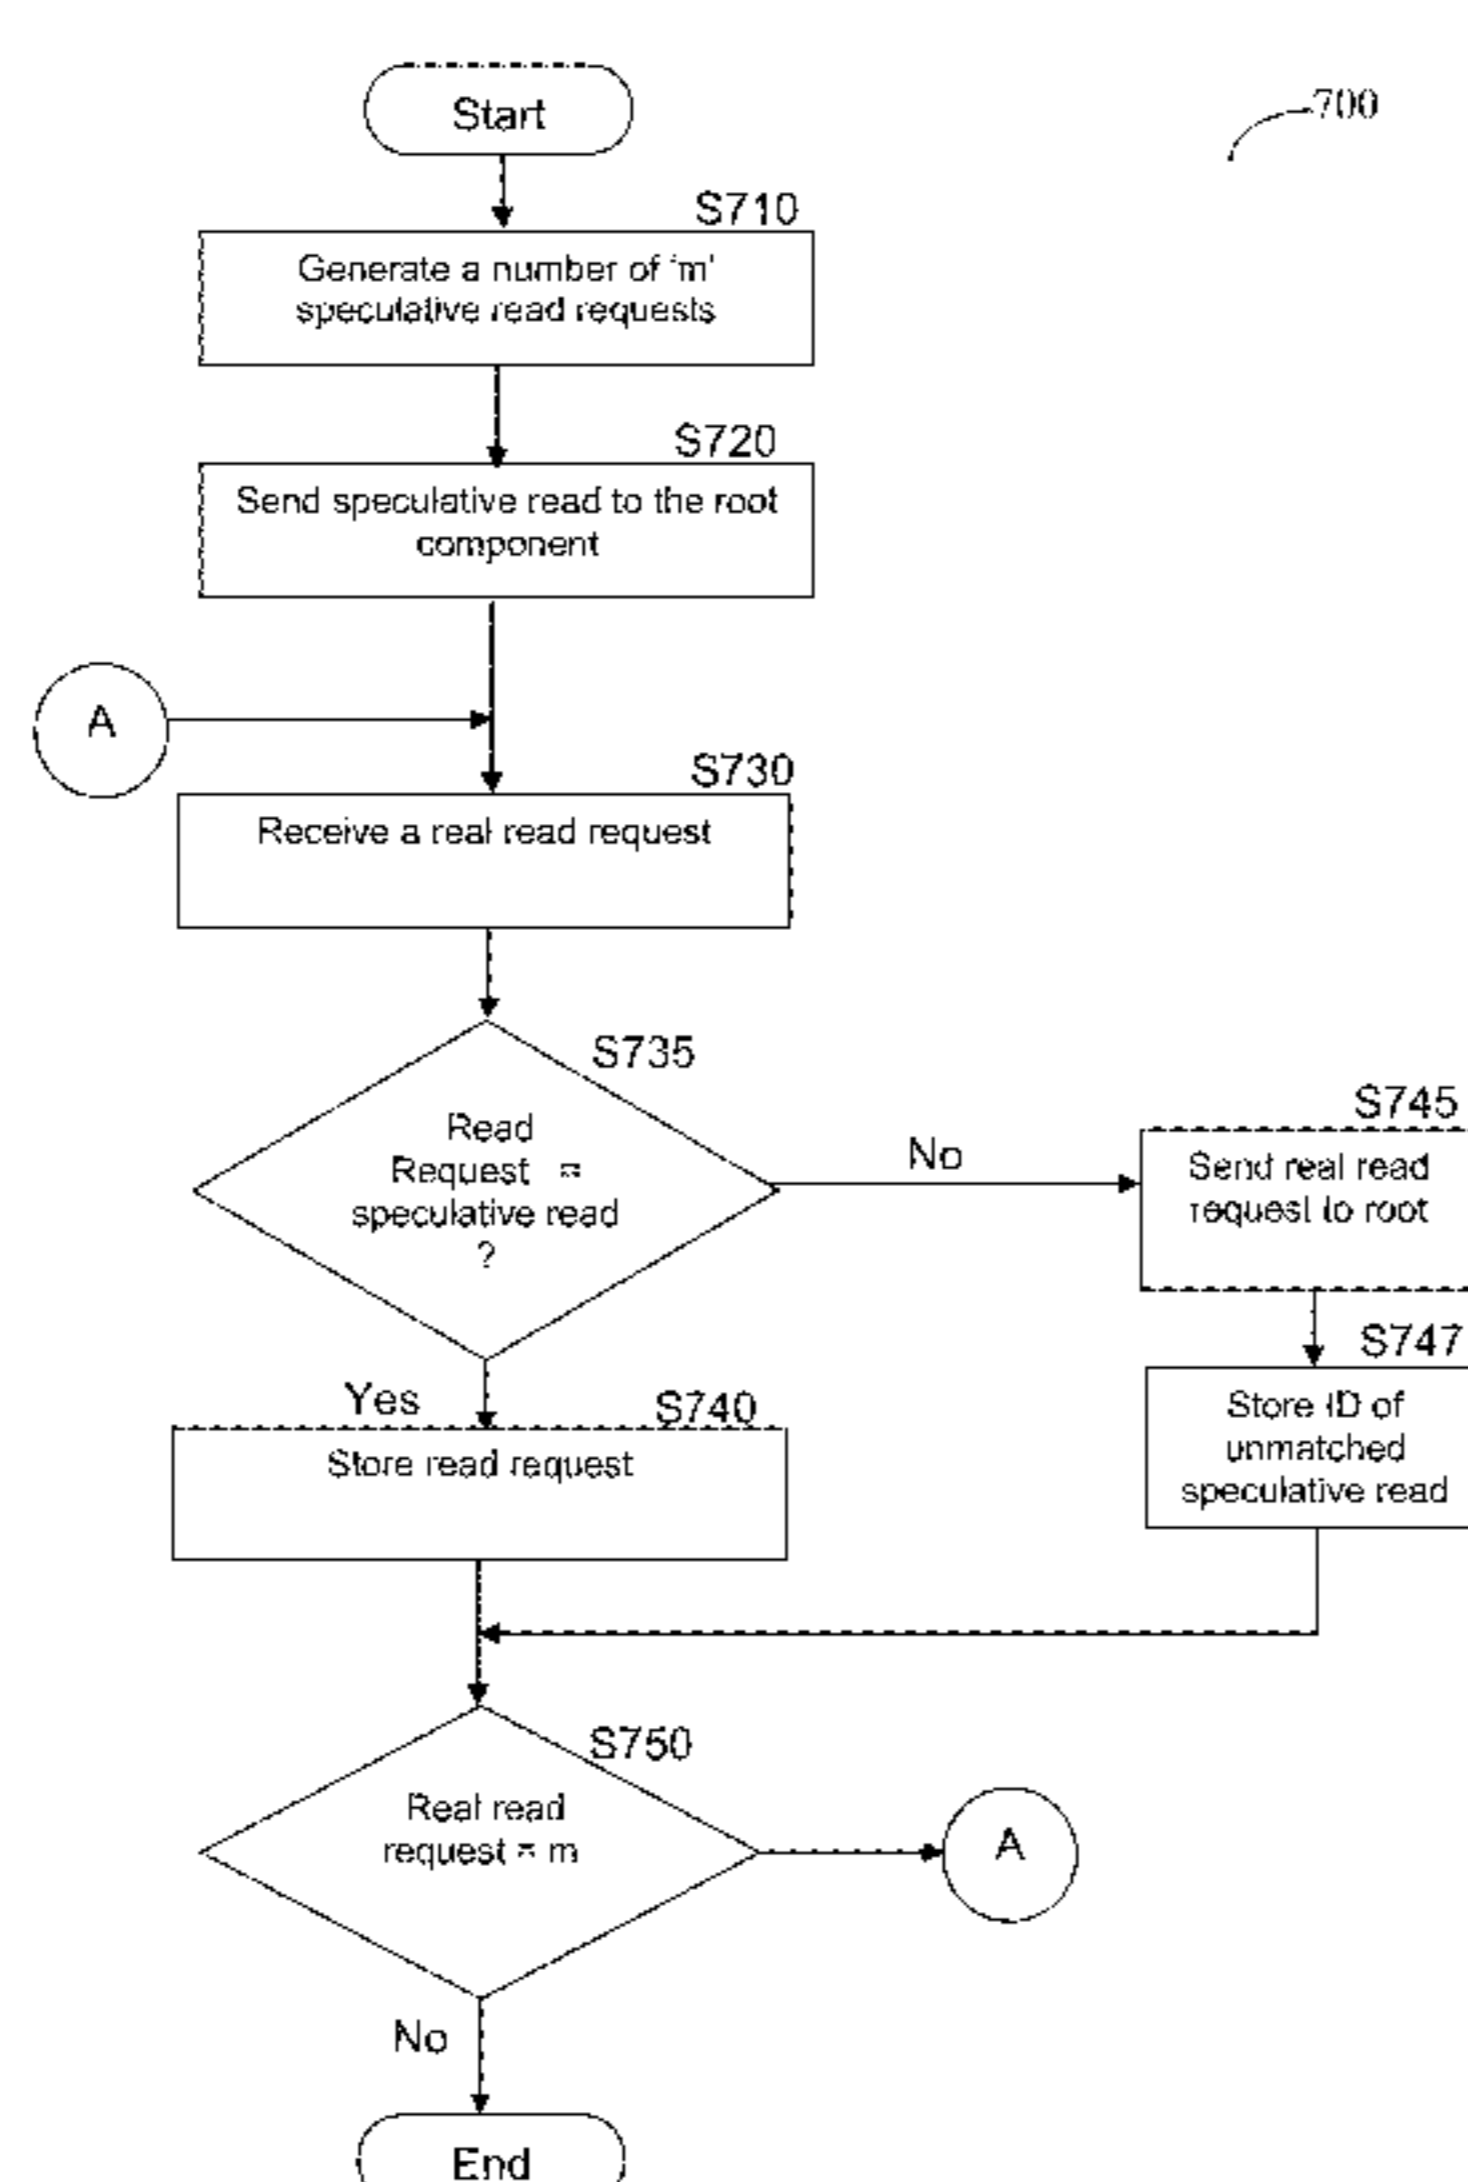 Start
700
S710
Generate a number of 'm'
speculative read requests
S720
Send speculative read to the root
component
A
S730
Receive a real read request
S735
Read
Request =
speculative read
?
No
S745
Send real read
request to root
S747
Store ID of
unmatched
speculative read
Yes
S740
Store read request
S750
Real read
request = m
A
No
End